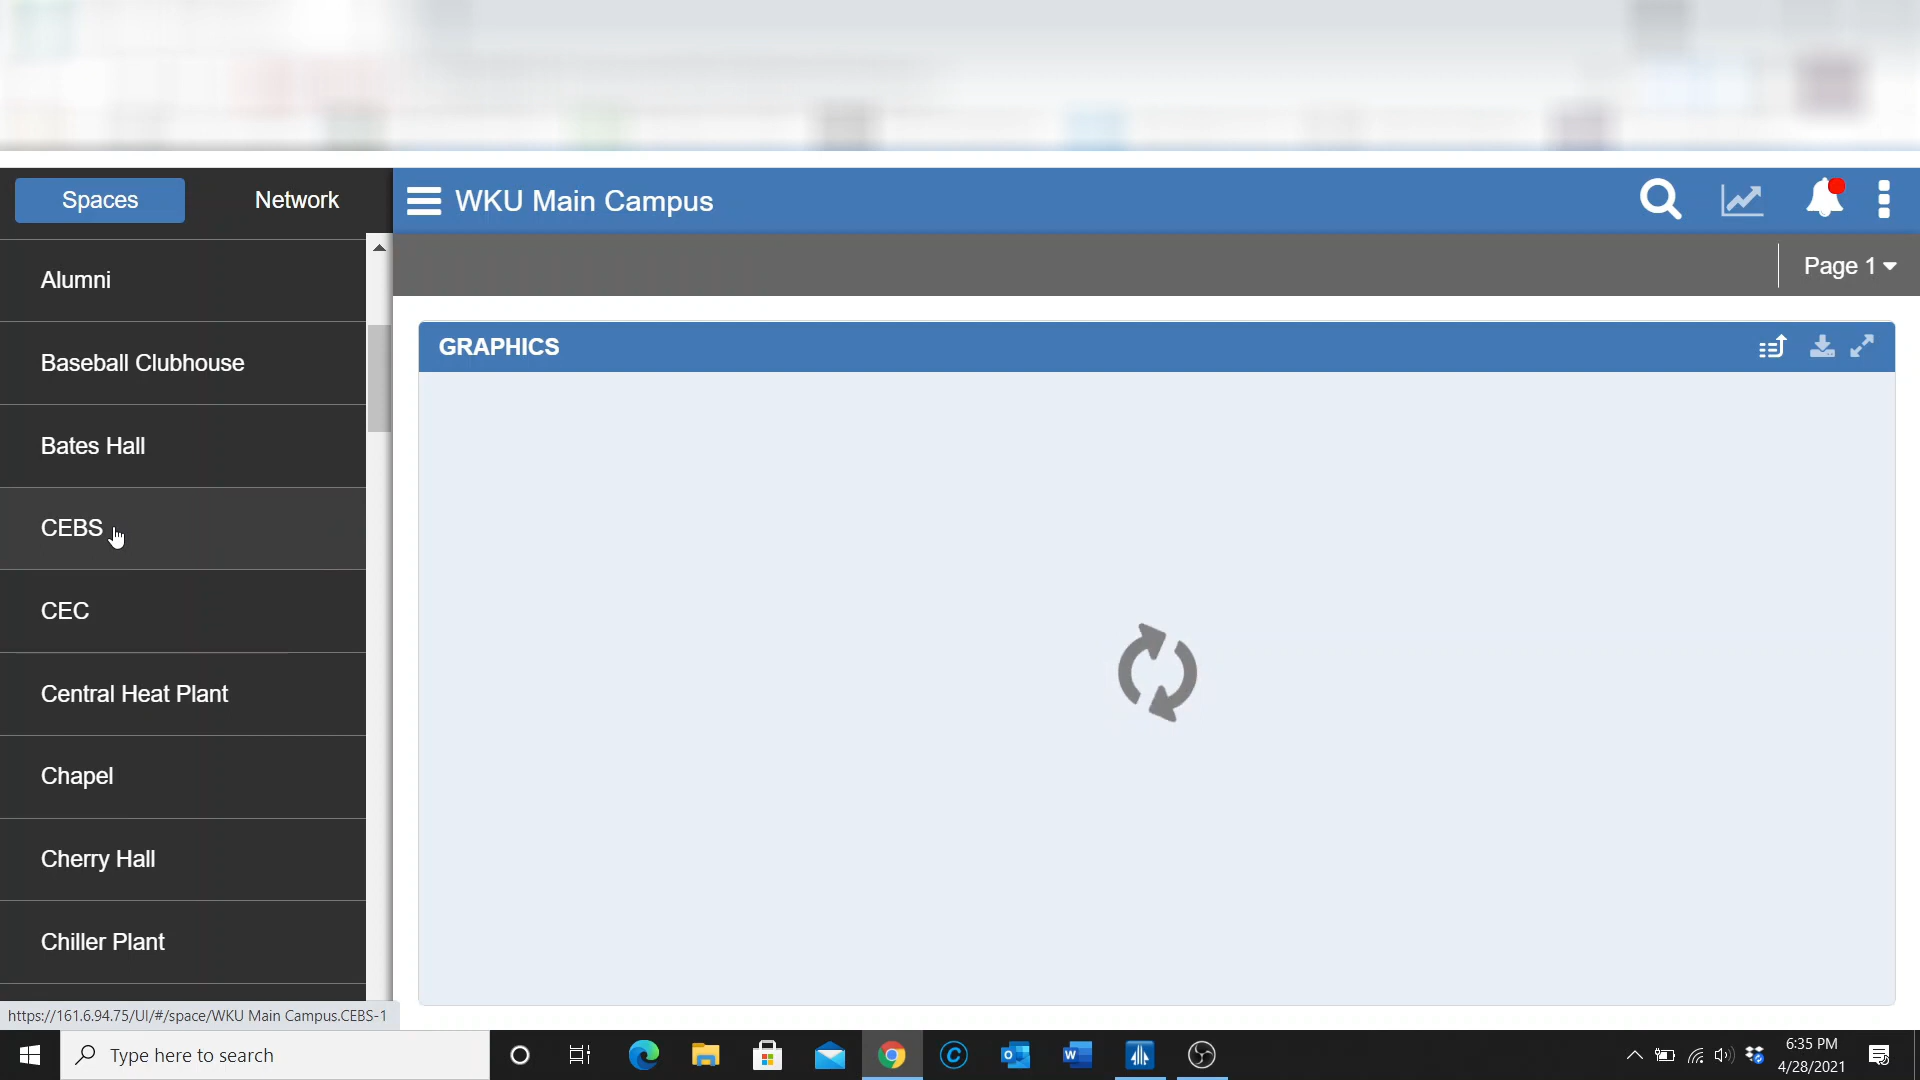 Spaces
Network
WKU Main Campus
Page 1
Alumni
GRAPHICS
Baseball Clubhouse
Bates Hall
CEBS
CEC
Central Heat Plant
Chapel
Cherry Hall
Chiller Plant
https://161.6.94.75/UI/#/space/WKU Main Campus.CEBS-1
Type here to search
6:35 PM
4/28/2021